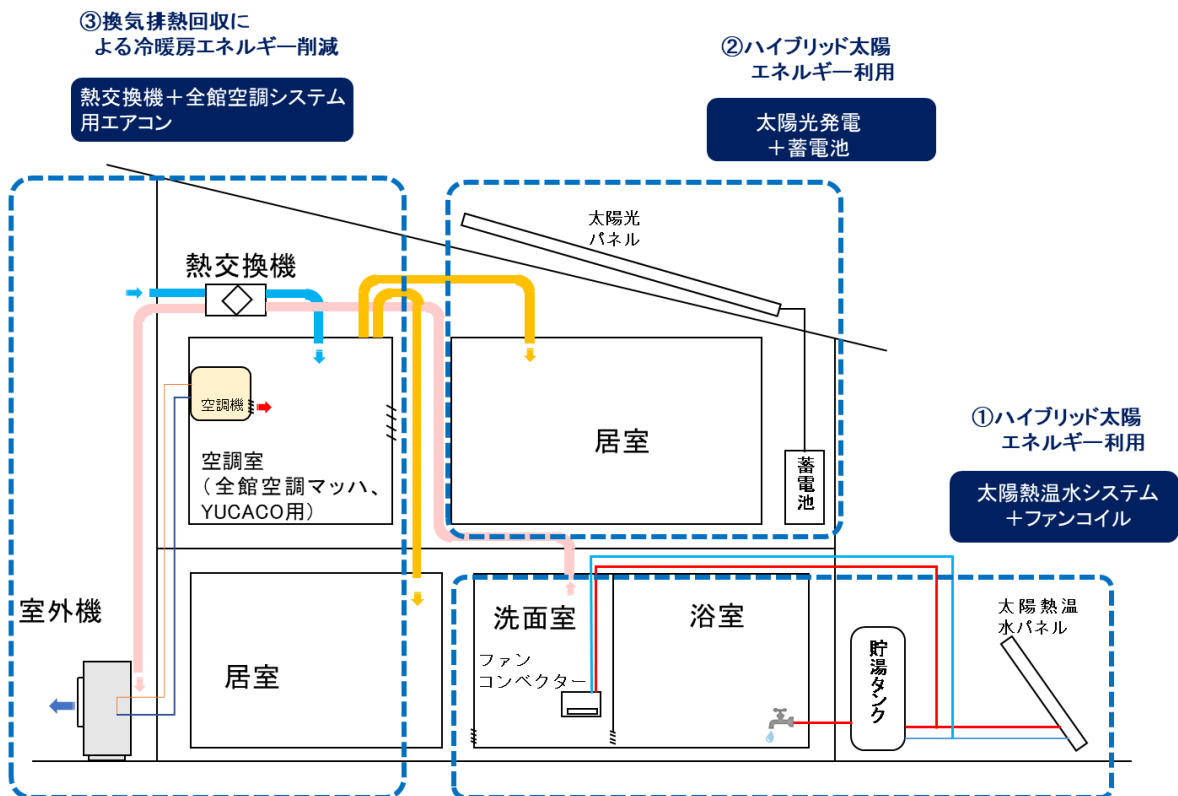 ③換気排熱回収に
よる冷暖房エネルギー削減
熱交換機＋全館空調システム
用エアコン
②ハイブリッド太陽
エネルギー利用
太陽光発電
＋蓄電池
太陽光
パネル
熱交換機
空調機
空調室
（全館空調マッハ、
YUCACO用）
居室
蓄電池
①ハイブリッド太陽
エネルギー利用
太陽熱温水システム
＋ファンコイル
室外機
居室
洗面室
ファン
コンベクター
浴室
貯湯タンク
太陽熱温
水パネル